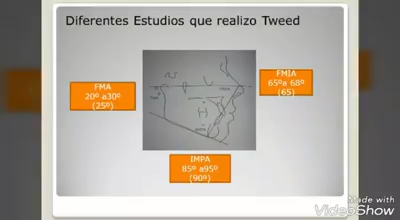 Diferentes Estudios que realizo Tweed
FMA
20º a30º
(25º)
FMIA
65ºa 68º
(65)
IMPA
85º a95º
(90º)
Made with
VideoShow